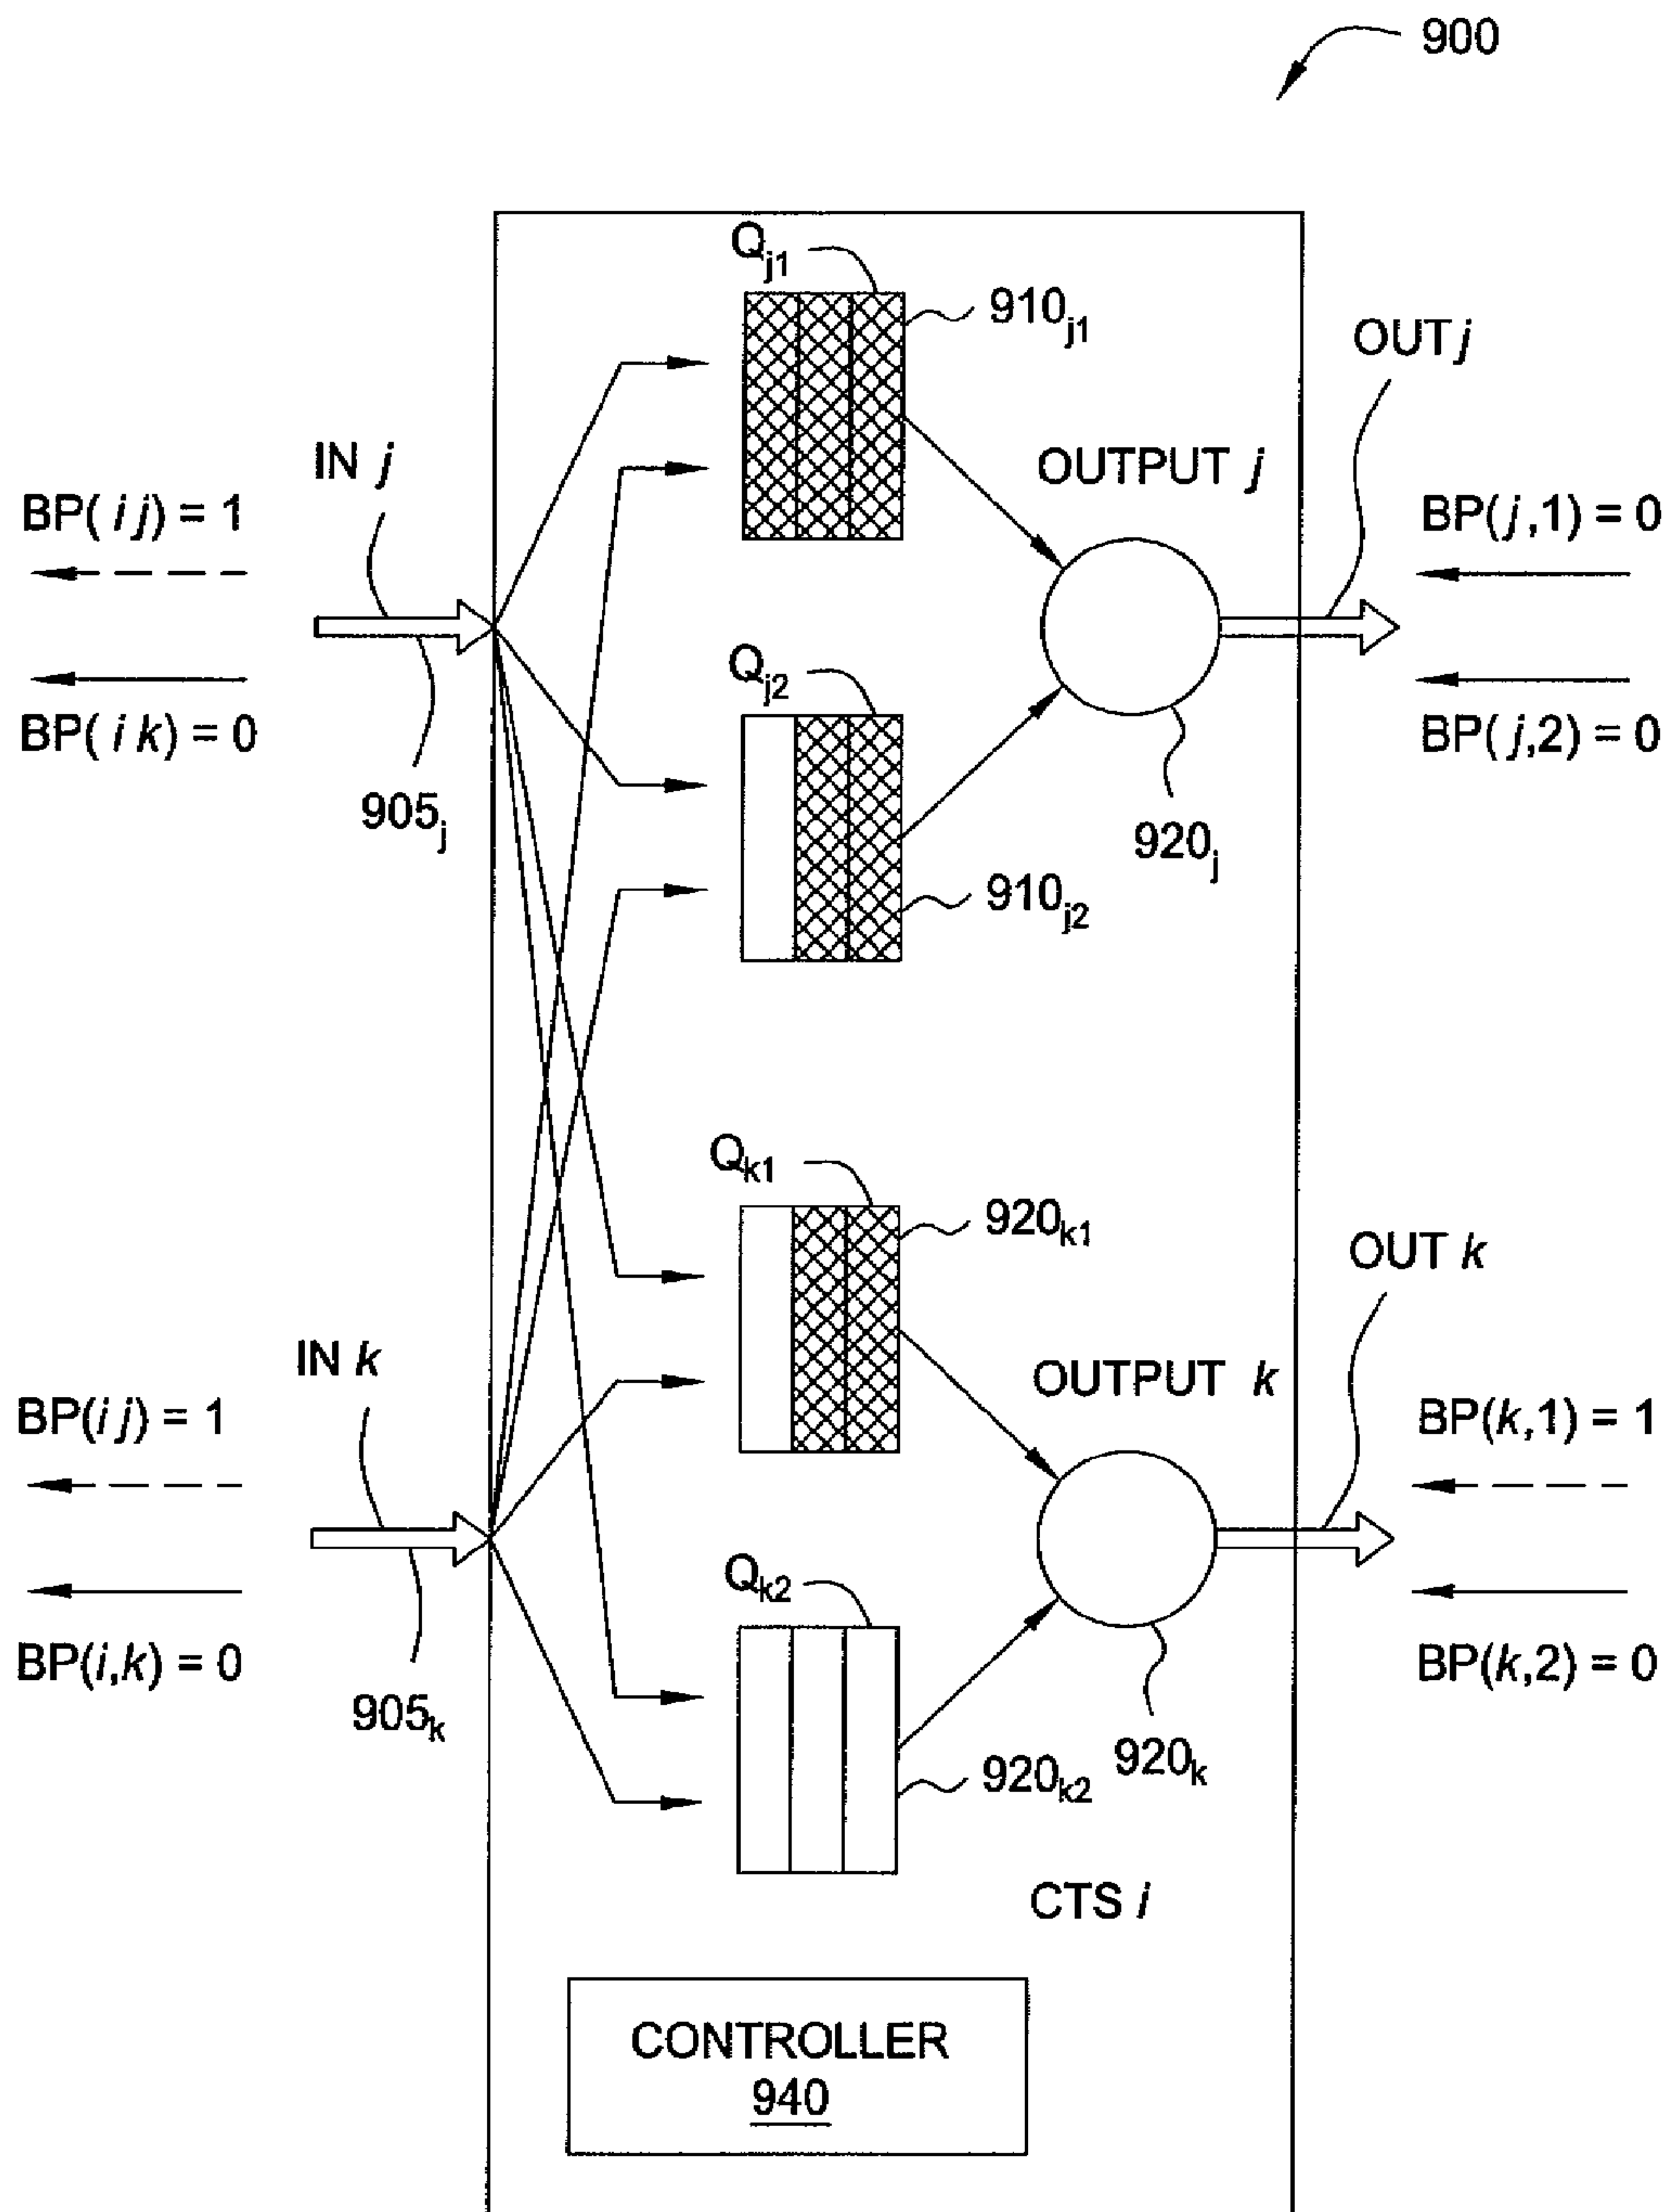 900
Qj1
910j1
OUT j
IN j
OUTPUT j
BP( i j) = 1
BP(j ,1) = 0
Qj2
BP( i k) = 0
BP( j,2) = 0
905j
920j
910j2
Qk1
920k1
OUT k
IN k
OUTPUT k
BP(i j) = 1
BP(k,1) = 1
Qk2
BP(i,k) = 0
BP(k,2) = 0
905k
920k2
920k
CTS i
CONTROLLER
940